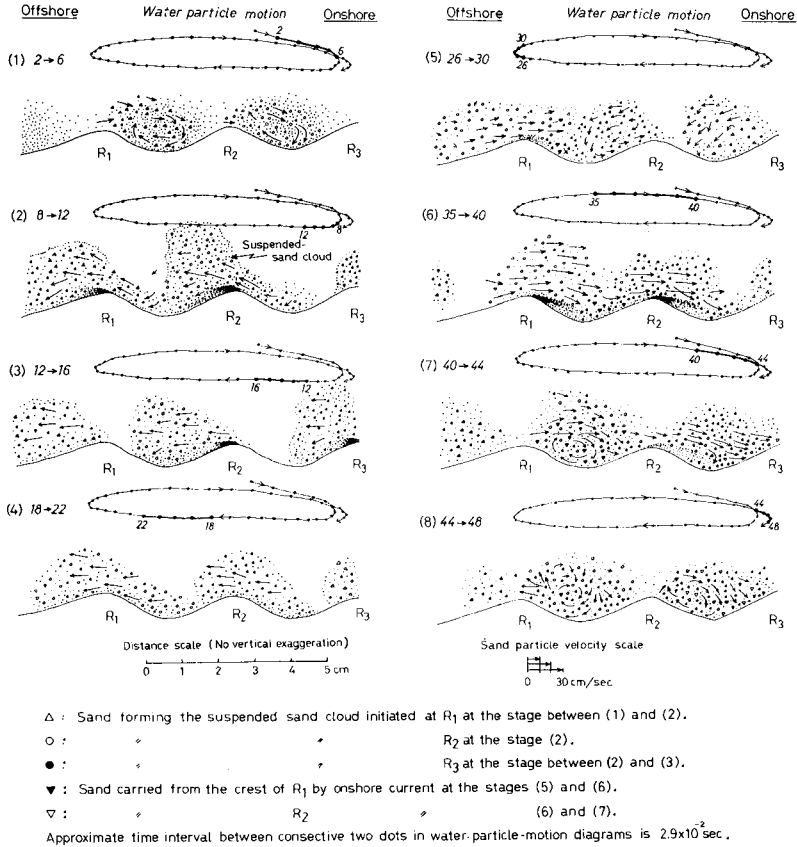 Offshore Water particle motion Onshore
2 6
(1) 2→6
R1 R2 R3
(2) 8→12
12 8
Suspended-
sand cloud
R1 R2 R3
(3) 12→16
16 12
R1 R2 R3
(4) 18→22
22 18
R1 R2 R3
Offshore Water particle motion Onshore
30
(5) 26→30
26
R1 R2 R3
(6) 35→40
35 40
R1 R2 R3
(7) 40→44
40 44
R1 R2 R3
(8) 44→48
44
48
R1 R2 R3
Distance scale (No vertical exaggeration)
0 1 2 3 4 5 cm
Sand particle velocity scale
0 30 cm/sec
△ : Sand forming the suspended sand cloud initiated at R1 at the stage between (1) and (2).
○ : 〃 〃 R2 at the stage (2).
● : 〃 〃 R3 at the stage between (2) and (3).
▼ : Sand carried from the crest of R1 by onshore current at the stages (5) and (6).
▽ : 〃 R2 〃 (6) and (7).
Approximate time interval between consective two dots in water-particle-motion diagrams is 2.9x10⁻² sec.